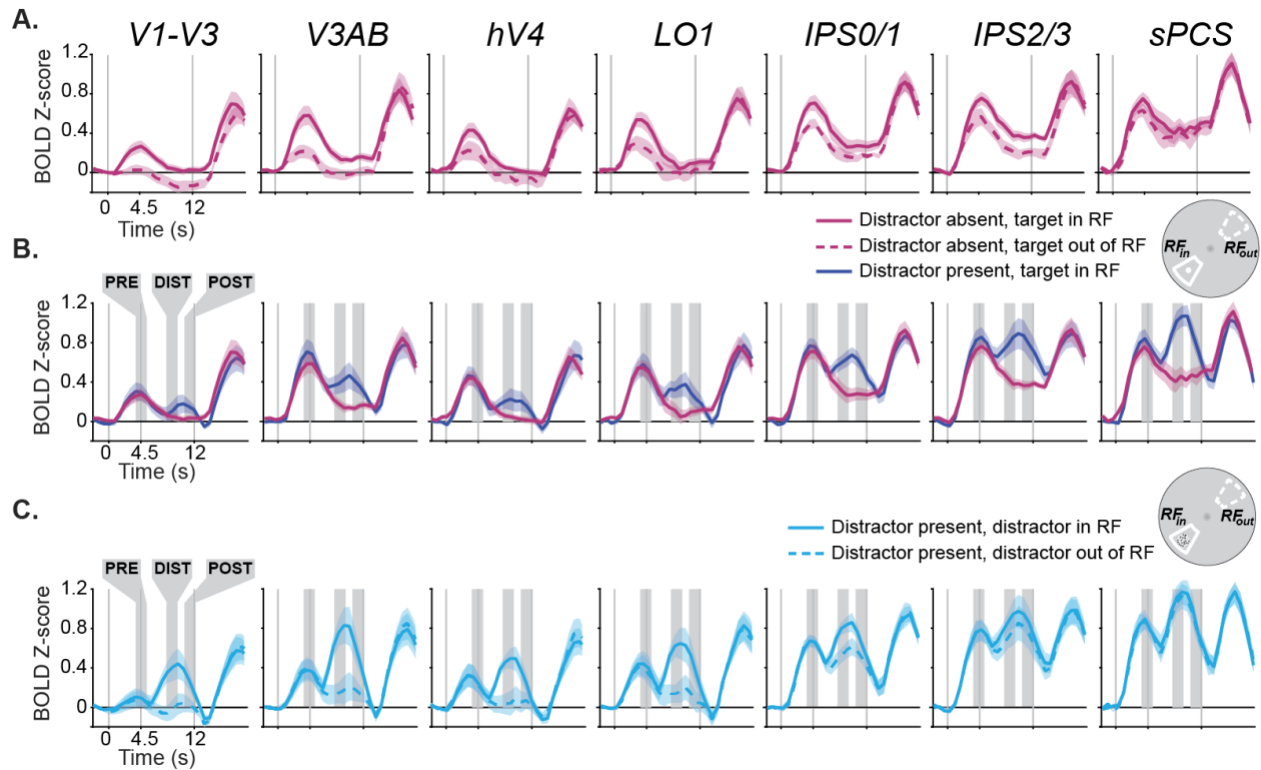 A.
V1-V3 V3AB hV4 LO1 IPS0/1 IPS2/3 sPCS
BOLD Z-score
1.2
0.8
0.4
0
0 4.5 12
Time (s)
Distractor absent, target in RF
Distractor absent, target out of RF
Distractor present, target in RF
RFin RFout
B.
PRE DIST POST
BOLD Z-score
1.2
0.8
0.4
0
0 4.5 12
Time (s)
C.
Distractor present, distractor in RF
Distractor present, distractor out of RF
RFin RFout
PRE DIST POST
BOLD Z-score
1.2
0.8
0.4
0
0 4.5 12
Time (s)